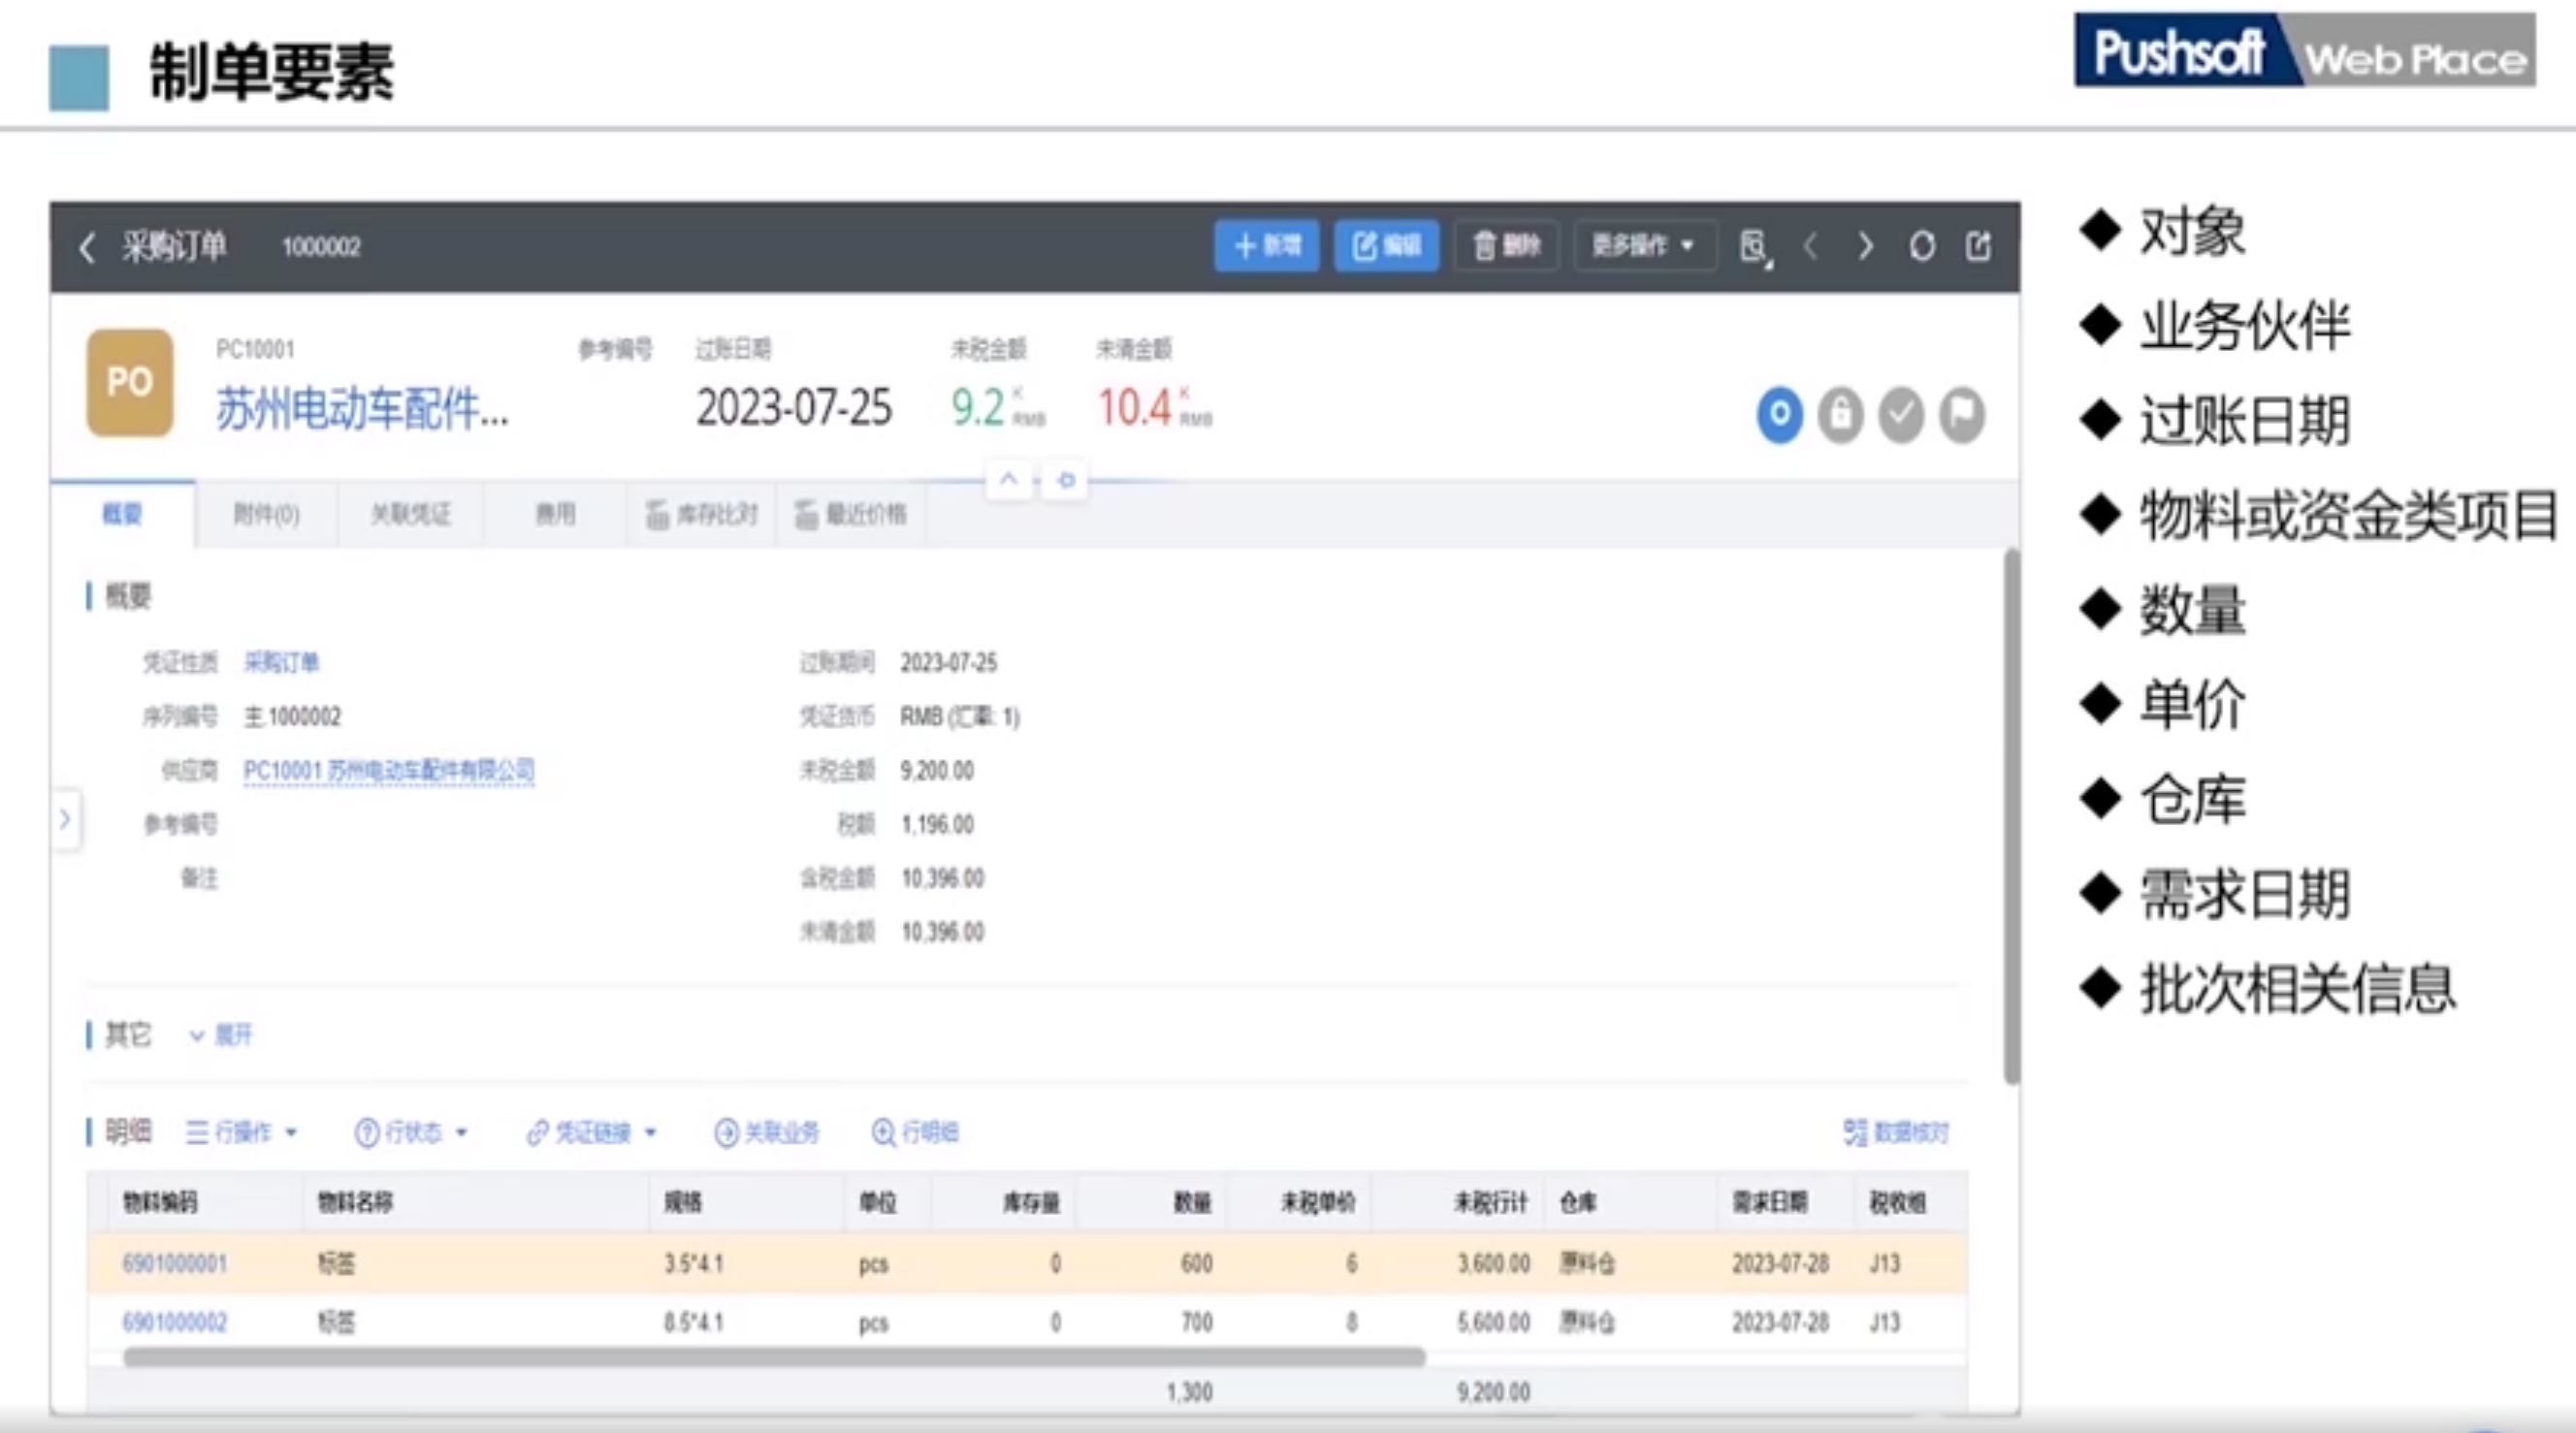 制单要素
Pushsoft Web Place
采购订单 1000002 新增 编辑 删除 更多操作
PO
PC10001 参考编号 过账日期 未税金额 未清金额
苏州电动车配件... 2023-07-25 9.2 K RMB 10.4 K RMB
概要 附件(0) 关联凭证 费用 库存比对 最近价格
概要
凭证性质 采购订单 过账期间 2023-07-25
序列编号 主.1000002 凭证货币 RMB (汇率: 1)
供应商 PC10001 苏州电动车配件有限公司 未税金额 9,200.00
参考编号 税额 1,196.00
备注 含税金额 10,396.00
未清金额 10,396.00
其它 展开
明细 行操作 行状态 凭证链接 关联业务 行明细 数据核对
物料编码 物料名称 规格 单位 库存量 数量 未税单价 未税行计 仓库 需求日期 税收组
6901000001 标签 3.5*4.1 pcs 0 600 6 3,600.00 原料仓 2023-07-28 J13
6901000002 标签 8.5*4.1 pcs 0 700 8 5,600.00 原料仓 2023-07-28 J13
1,300 9,200.00
◆ 对象
◆ 业务伙伴
◆ 过账日期
◆ 物料或资金类项目
◆ 数量
◆ 单价
◆ 仓库
◆ 需求日期
◆ 批次相关信息